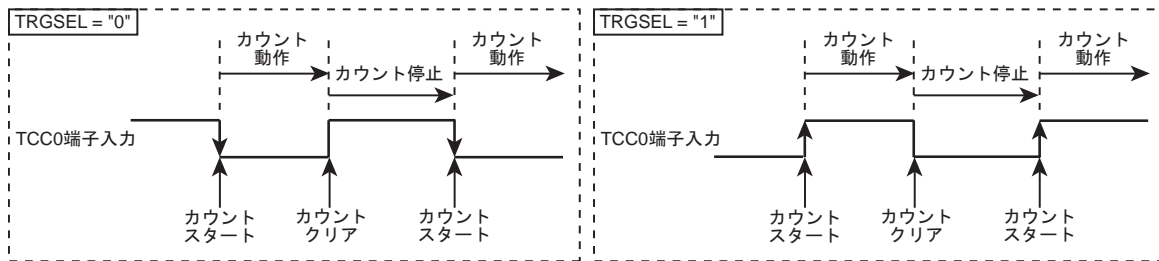 TRGSEL = "0"
カウント
動作
カウント停止
カウント
動作
TCC0端子入力
カウント
スタート
カウント
クリア
カウント
スタート
TRGSEL = "1"
カウント
動作
カウント停止
カウント
動作
TCC0端子入力
カウント
スタート
カウント
クリア
カウント
スタート